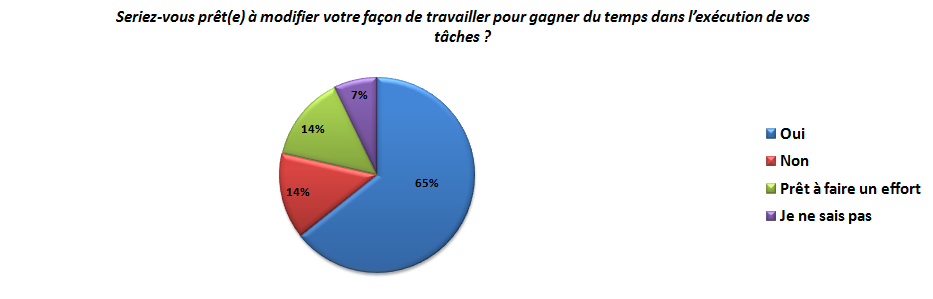 Seriez-vous prêt(e) à modifier votre façon de travailler pour gagner du temps dans l’exécution de vos
tâches ?
7%
14%
14%
65%
Oui
Non
Prêt à faire un effort
Je ne sais pas